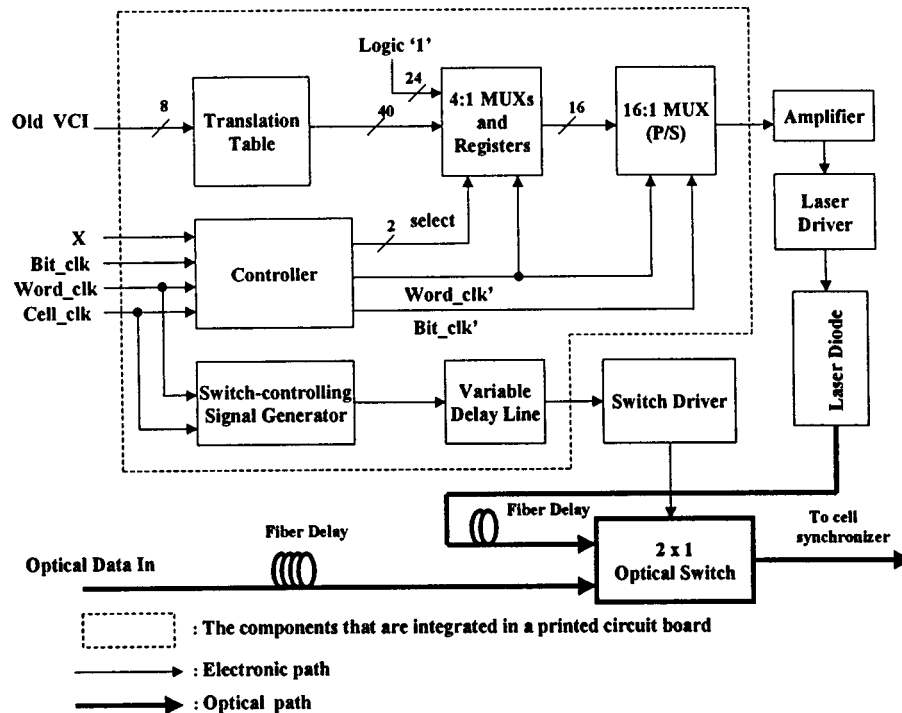 Logic ‘1’
24
8
40
16
Old VCI
Translation
Table
4:1 MUXs
and
Registers
16:1 MUX
(P/S)
Amplifier
Laser
Driver
2
select
X
Bit_clk
Word_clk
Cell_clk
Controller
Word_clk’
Bit_clk’
Laser Diode
Switch-controlling
Signal Generator
Variable
Delay Line
Switch Driver
Fiber Delay
Fiber Delay
To cell
synchronizer
Optical Data In
2 x 1
Optical Switch
: The components that are integrated in a printed circuit board
: Electronic path
: Optical path